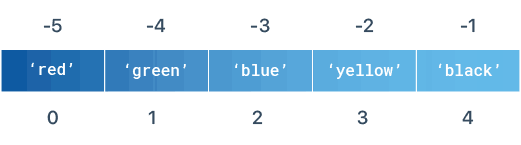 -5 -4 -3 -2 -1
‘red’ ‘green’ ‘blue’ ‘yellow’ ‘black’
0 1 2 3 4